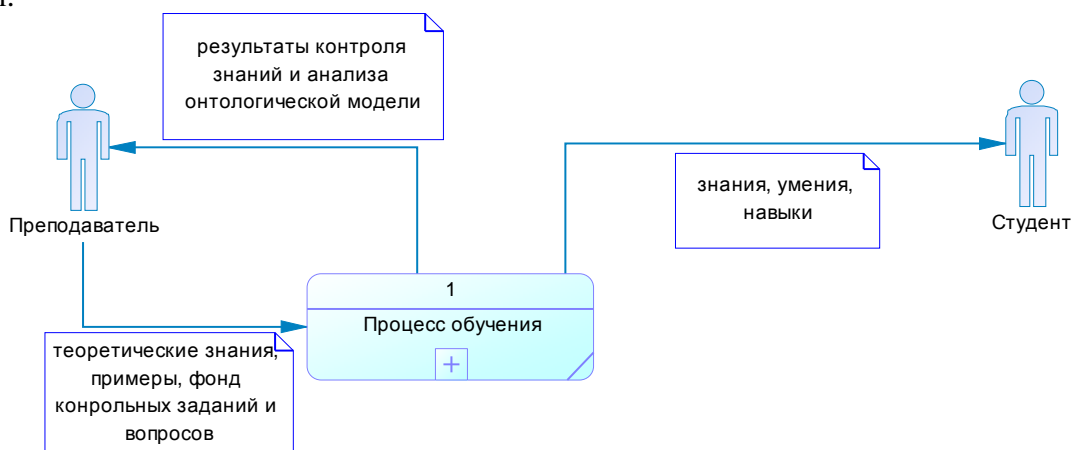 результаты контроля
знаний и анализа
онтологической модели
знания, умения,
навыки
Преподаватель
Студент
1
Процесс обучения
теоретические знания,
примеры, фонд
конрольных заданий и
вопросов